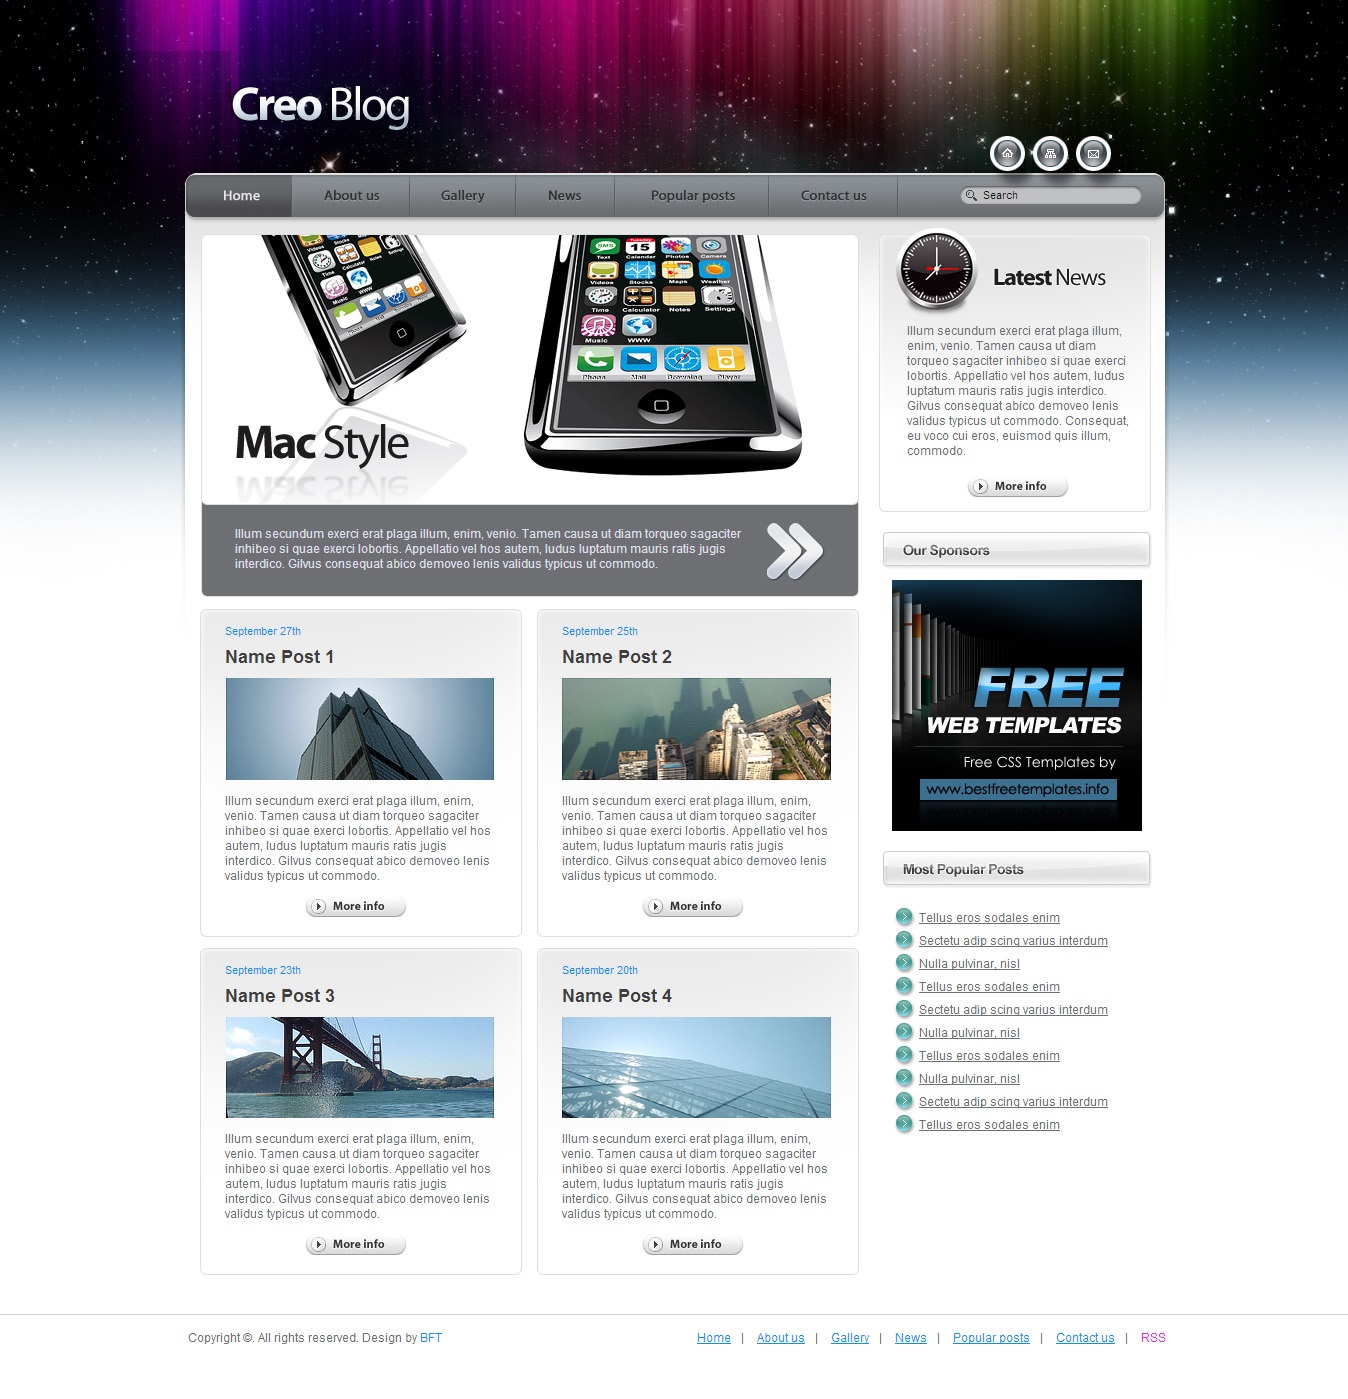 Creo Blog
Home
About us
Gallery
News
Popular posts
Contact us
Search
Text
Calendar
Photos
Camera
Videos
Stocks
Maps
Weather
Time
Calculator
Notes
Settings
Music
WWW
Phone
Mail
Player
Mac Style
Illum secundum exerci erat plaga illum, enim, venio. Tamen causa ut diam torqueo sagaciter
inhibeo si quae exerci lobortis. Appellatio vel hos autem, ludus luptatum mauris ratis jugis
interdico. Gilvus consequat abico demoveo lenis validus typicus ut commodo.
Latest News
Illum secundum exerci erat plaga illum,
enim, venio. Tamen causa ut diam
torqueo sagaciter inhibeo si quae exerci
lobortis. Appellatio vel hos autem, ludus
luptatum mauris ratis jugis interdico.
Gilvus consequat abico demoveo lenis
validus typicus ut commodo. Consequat,
eu voco cui eros, euismod quis illum,
commodo.
More info
Our Sponsors
FREE
WEB TEMPLATES
Free CSS Templates by
www.bestfreetemplates.info
Most Popular Posts
Tellus eros sodales enim
Sectetu adip scing varius interdum
Nulla pulvinar, nisl
Tellus eros sodales enim
Sectetu adip scing varius interdum
Nulla pulvinar, nisl
Tellus eros sodales enim
Nulla pulvinar, nisl
Sectetu adip scing varius interdum
Tellus eros sodales enim
September 27th
Name Post 1
Illum secundum exerci erat plaga illum, enim,
venio. Tamen causa ut diam torqueo sagaciter
inhibeo si quae exerci lobortis. Appellatio vel hos
autem, ludus luptatum mauris ratis jugis
interdico. Gilvus consequat abico demoveo lenis
validus typicus ut commodo.
More info
September 25th
Name Post 2
Illum secundum exerci erat plaga illum, enim,
venio. Tamen causa ut diam torqueo sagaciter
inhibeo si quae exerci lobortis. Appellatio vel hos
autem, ludus luptatum mauris ratis jugis
interdico. Gilvus consequat abico demoveo lenis
validus typicus ut commodo.
More info
September 23th
Name Post 3
Illum secundum exerci erat plaga illum, enim,
venio. Tamen causa ut diam torqueo sagaciter
inhibeo si quae exerci lobortis. Appellatio vel hos
autem, ludus luptatum mauris ratis jugis
interdico. Gilvus consequat abico demoveo lenis
validus typicus ut commodo.
More info
September 20th
Name Post 4
Illum secundum exerci erat plaga illum, enim,
venio. Tamen causa ut diam torqueo sagaciter
inhibeo si quae exerci lobortis. Appellatio vel hos
autem, ludus luptatum mauris ratis jugis
interdico. Gilvus consequat abico demoveo lenis
validus typicus ut commodo.
More info
Copyright ©. All rights reserved. Design by BFT
Home | About us | Gallery | News | Popular posts | Contact us | RSS